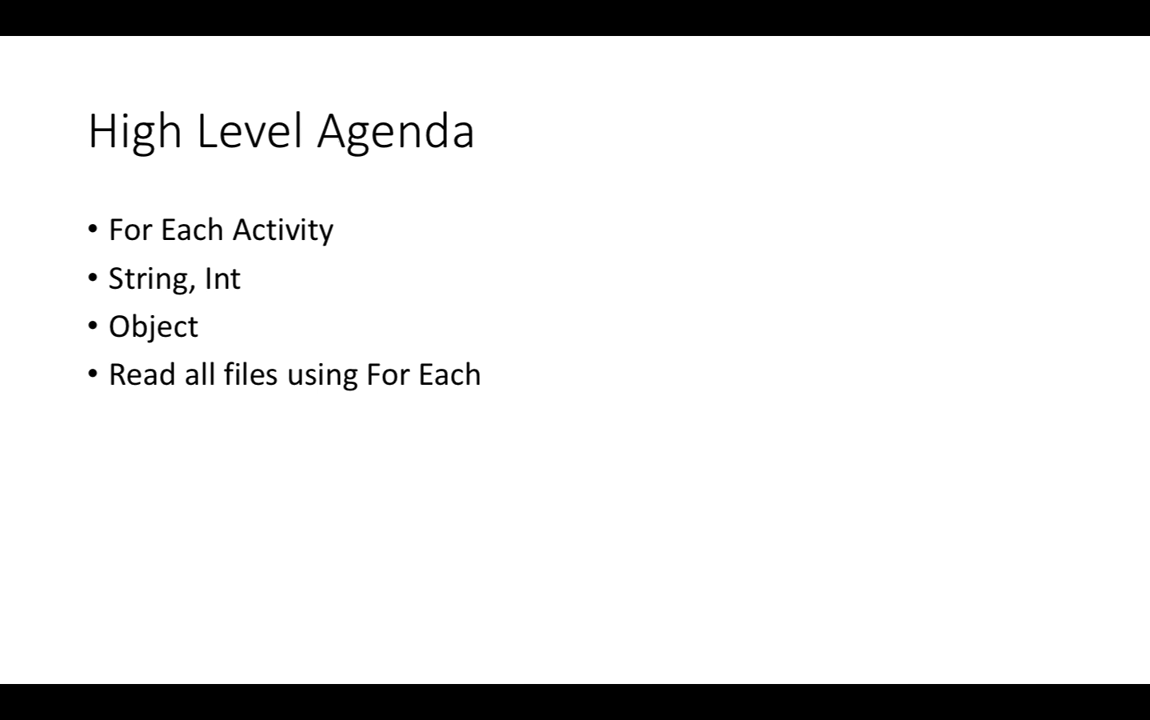 High Level Agenda
• For Each Activity
• String, Int
• Object
• Read all files using For Each